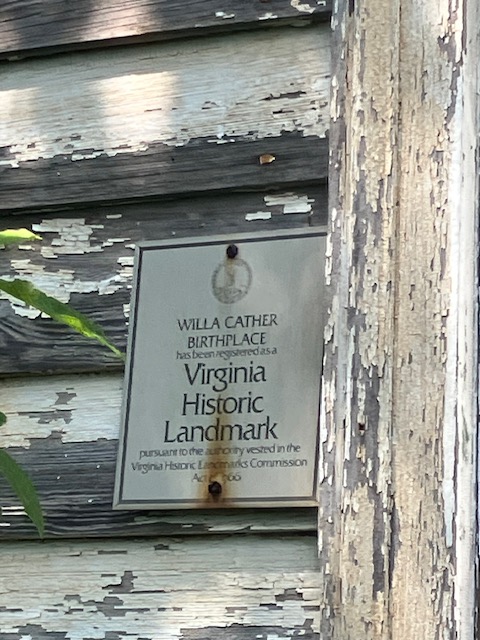 WILLA CATHER
BIRTHPLACE
has been registered as a
Virginia
Historic
Landmark
pursuant to the authority vested in the
Virginia Historic Landmarks Commission
Act